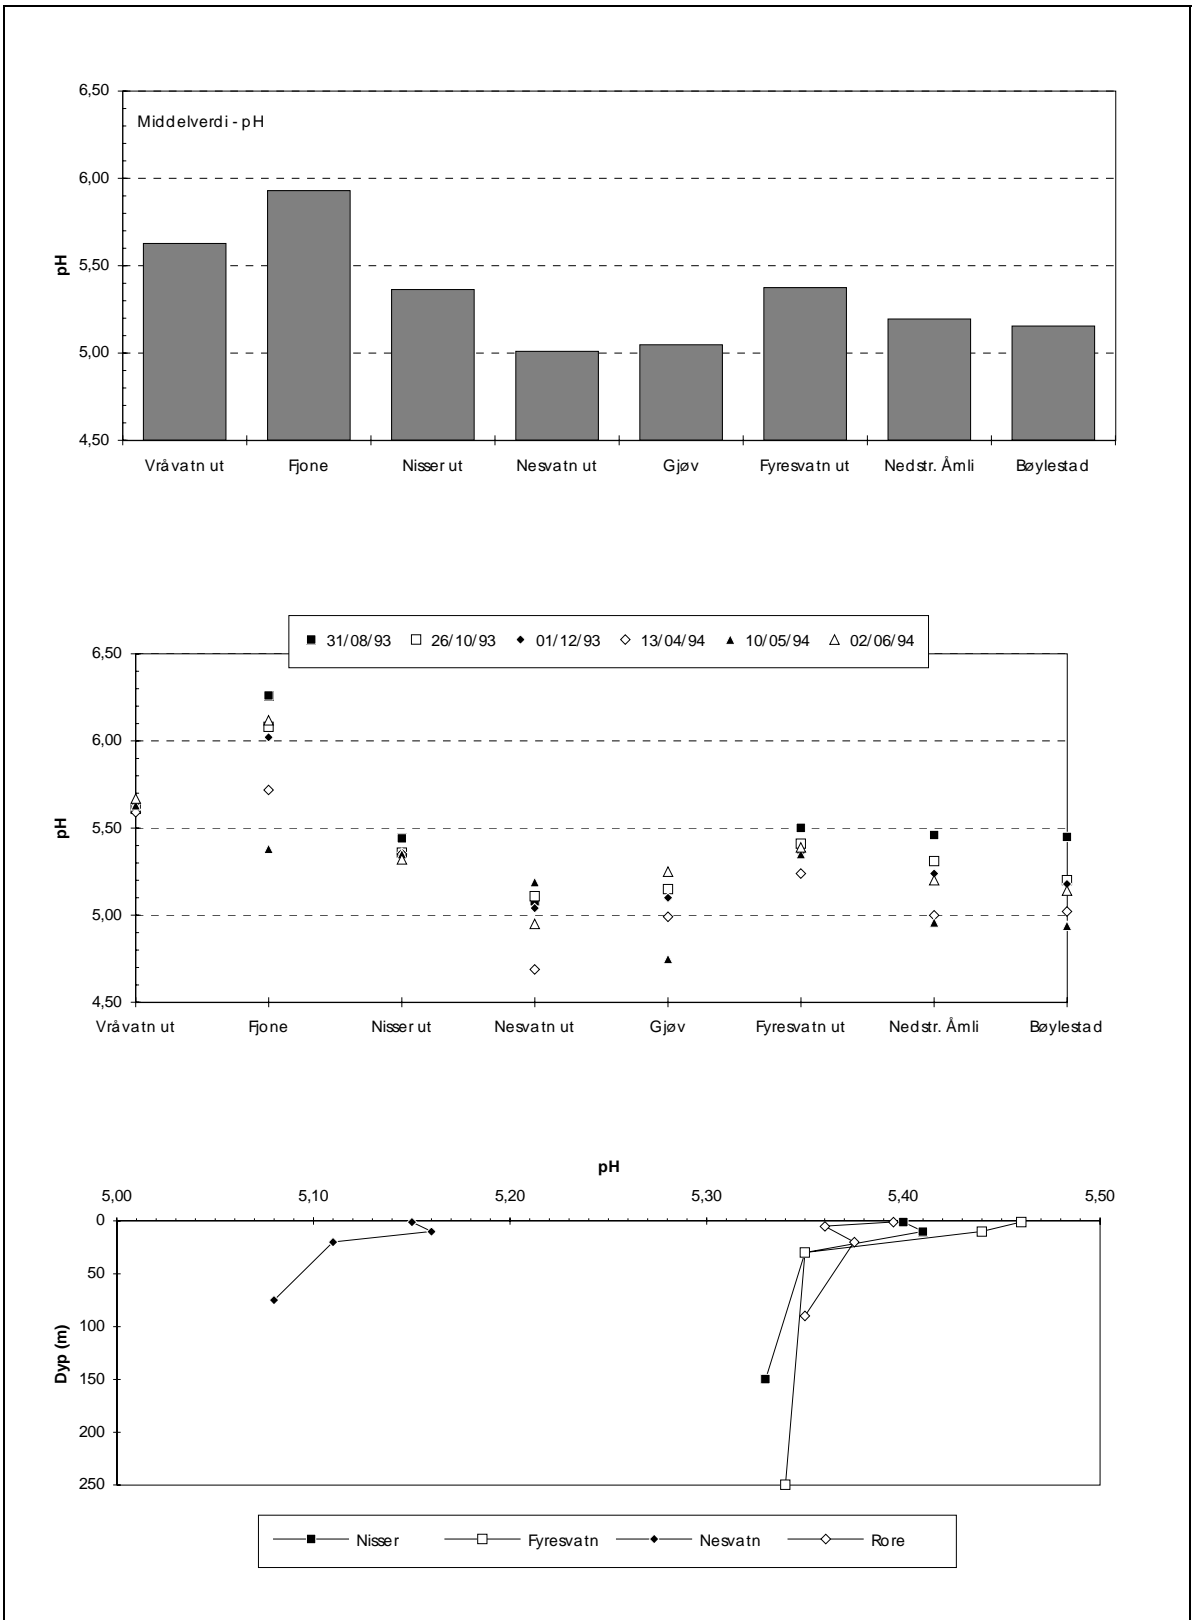 6,50
Middelverdi - pH
6,00
5,50
pH
5,00
4,50
Vråvatn ut Fjone Nisser ut Nesvatn ut Gjøv Fyresvatn ut Nedstr. Åmli Bøylestad
31/08/93 26/10/93 01/12/93 13/04/94 10/05/94 02/06/94
6,50
6,00
pH
5,50
5,00
4,50
Vråvatn ut Fjone Nisser ut Nesvatn ut Gjøv Fyresvatn ut Nedstr. Åmli Bøylestad
pH
5,00 5,10 5,20 5,30 5,40 5,50
0
50
100
Dyp (m)
150
200
250
Nisser Fyresvatn Nesvatn Rore